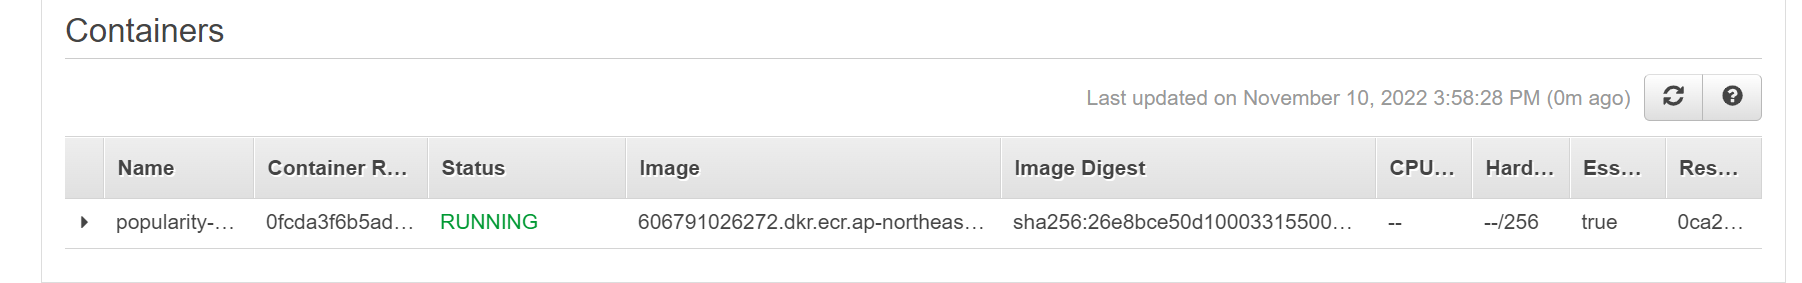 Containers
Last updated on November 10, 2022 3:58:28 PM (0m ago)
Name Container R... Status Image Image Digest CPU... Hard... Ess... Res...
popularity-... 0fcda3f6b5ad... RUNNING 606791026272.dkr.ecr.ap-northeas... sha256:26e8bce50d10003315500... -- --/256 true 0ca2...